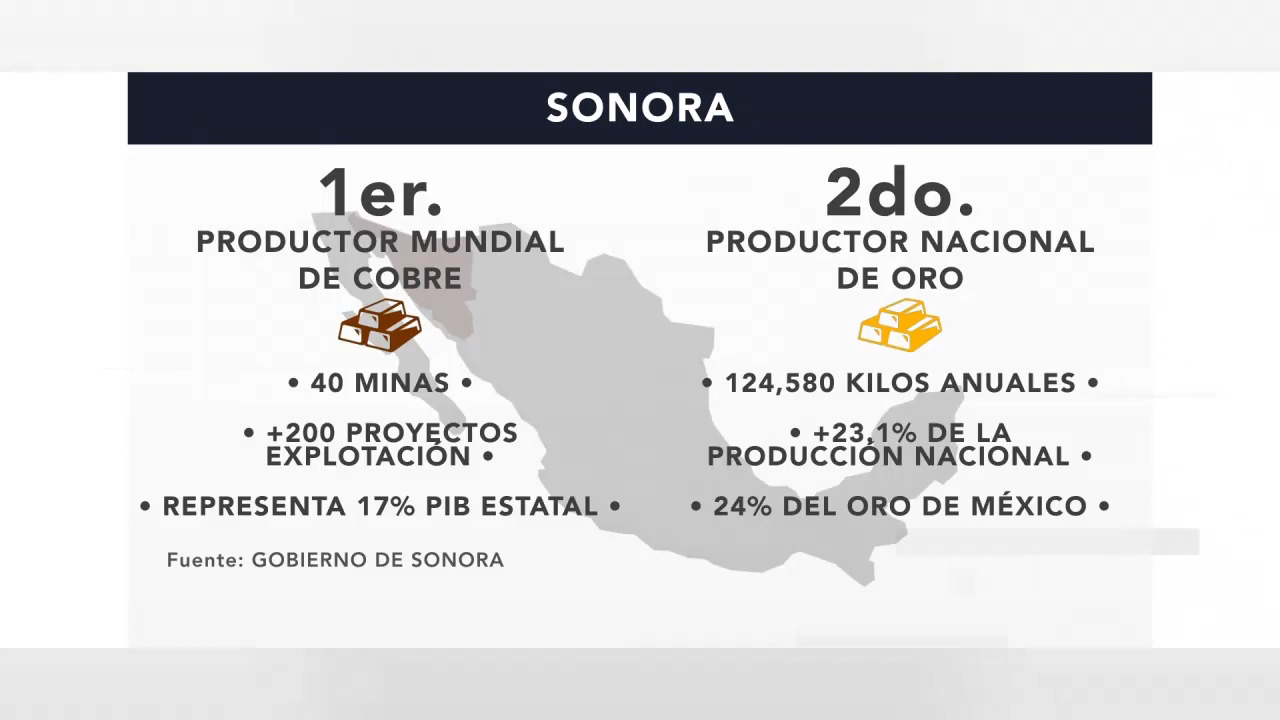 SONORA
1er.
PRODUCTOR MUNDIAL
DE COBRE
• 40 MINAS •
• +200 PROYECTOS
EXPLOTACIÓN •
• REPRESENTA 17% PIB ESTATAL •
2do.
PRODUCTOR NACIONAL
DE ORO
• 124,580 KILOS ANUALES •
• +23,1% DE LA
PRODUCCIÓN NACIONAL •
• 24% DEL ORO DE MÉXICO •
Fuente: GOBIERNO DE SONORA